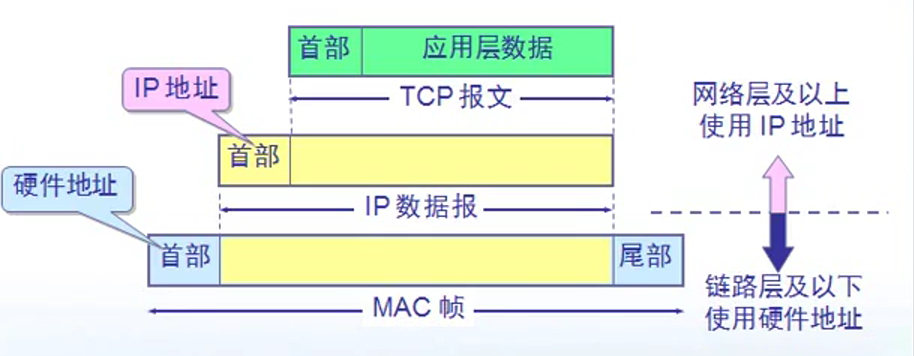 首部
应用层数据
IP 地址
TCP 报文
网络层及以上
使用 IP 地址
首部
硬件地址
IP 数据报
首部
尾部
链路层及以下
使用硬件地址
MAC 帧